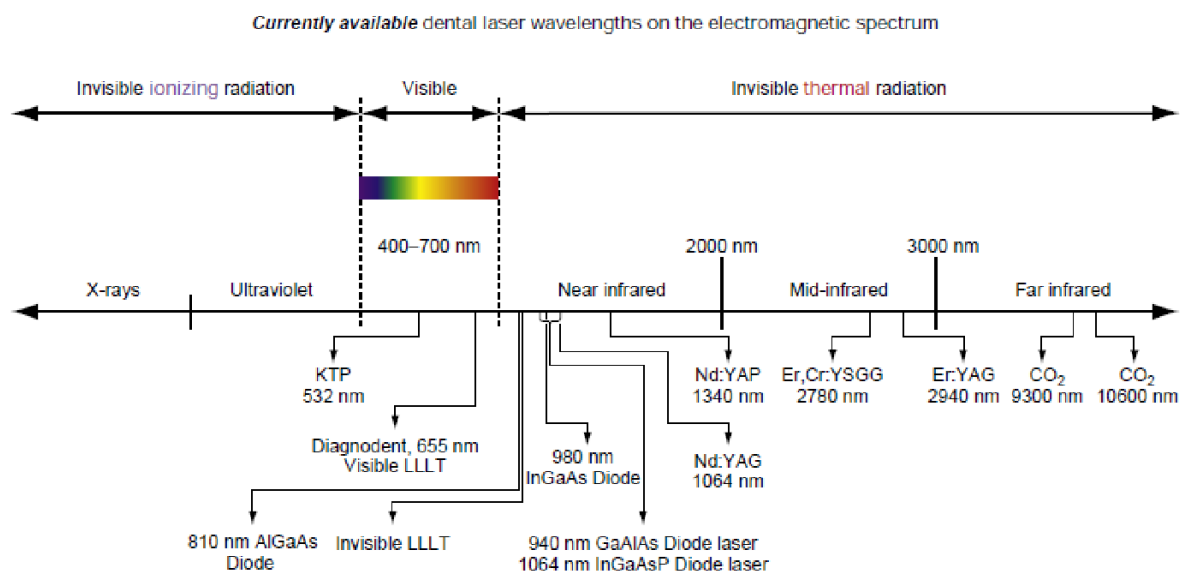 Currently available dental laser wavelengths on the electromagnetic spectrum
Invisible ionizing radiation
Visible
Invisible thermal radiation
400–700 nm
2000 nm
3000 nm
X-rays
Ultraviolet
Near infrared
Mid-infrared
Far infrared
KTP
532 nm
Nd:YAP
1340 nm
Er,Cr:YSGG
2780 nm
Er:YAG
2940 nm
CO₂
9300 nm
CO₂
10600 nm
Diagnodent, 655 nm
Visible LLLT
980 nm
InGaAs Diode
Nd:YAG
1064 nm
810 nm AlGaAs
Diode
Invisible LLLT
940 nm GaAlAs Diode laser
1064 nm InGaAsP Diode laser